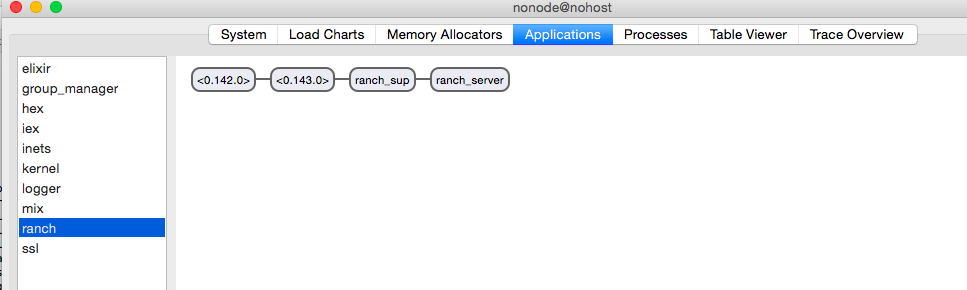 nonode@nohost
System Load Charts Memory Allocators Applications Processes Table Viewer Trace Overview
elixir
group_manager
hex
iex
inets
kernel
logger
mix
ranch
ssl
<0.142.0> <0.143.0> ranch_sup ranch_server